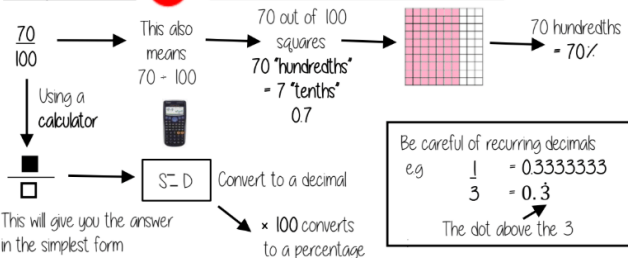 70
100
This also
means
70 - 100
70 out of 100
squares
70 "hundredths"
= 7 "tenths"
0.7
70 hundredths
= 70%
Using a
calculator
S⇔D
Convert to a decimal
This will give you the answer
in the simplest form
× 100 converts
to a percentage
Be careful of recurring decimals
eg 1 = 0.3333333
3 = 0.3̇
The dot above the 3